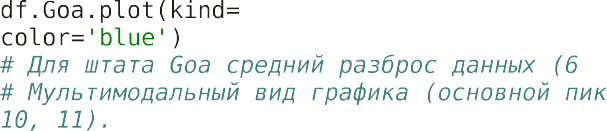 df.Goa.plot(kind=
color='blue')
# Для штата Goa средний разброс данных (6
# Мультимодальный вид графика (основной пик
10, 11).